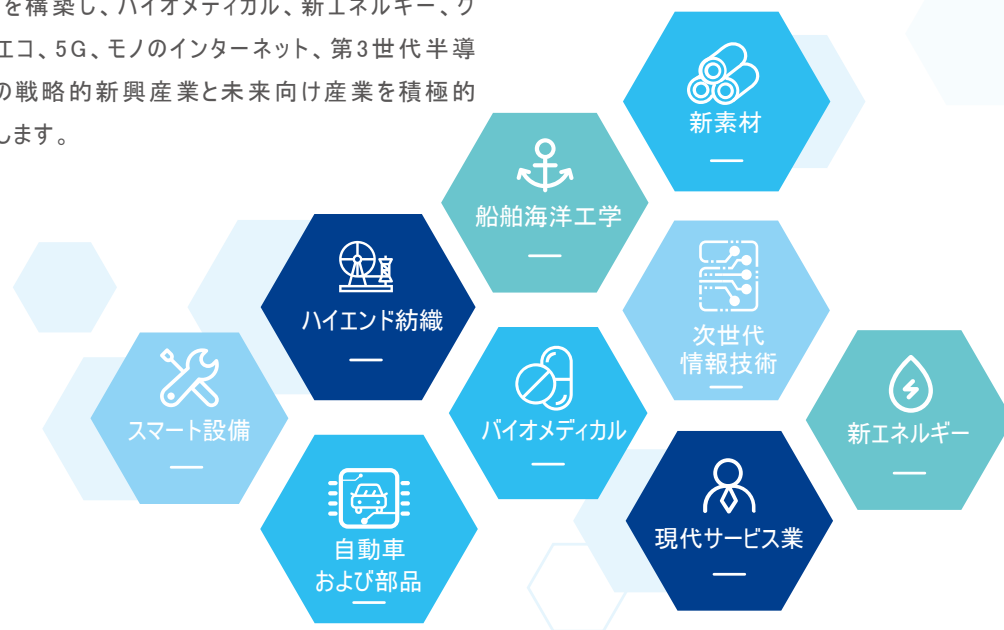 を構築し、バイオメディカル、新エネルギー、グ
エコ、5G、モノのインターネット、第3世代半導
の戦略的新興産業と未来向け産業を積極的
します。
新素材
船舶海洋工学
ハイエンド紡織
次世代
情報技術
スマート設備
バイオメディカル
新エネルギー
自動車
および部品
現代サービス業